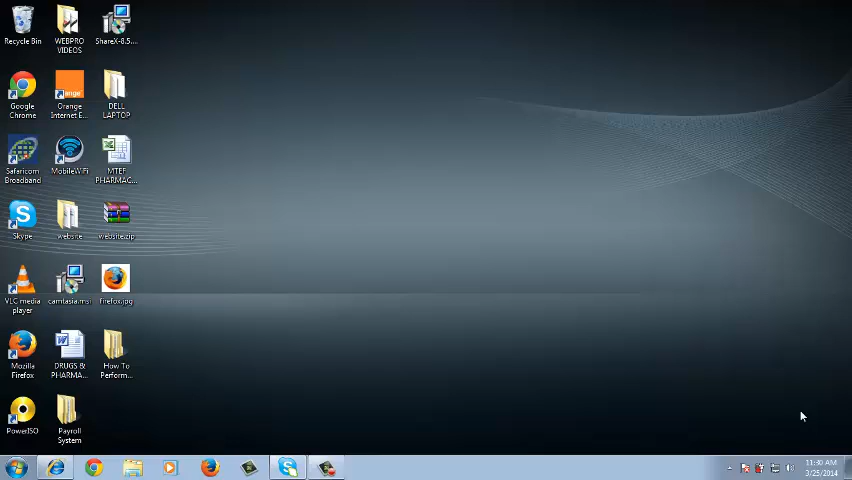 Recycle Bin
WEBPRO
VIDEOS
ShareX-8.5....
Google
Chrome
Orange
Internet E...
DELL
LAPTOP
Safaricom
Broadband
MobileWiFi
MTEF
PHARMAC...
Skype
website
website.zip
VLC media
player
camtasia.msi
firefox.jpg
Mozilla
Firefox
DRUGS &
PHARMA...
How To
Perform...
PowerISO
Payroll
System
11:30 AM
3/25/2014